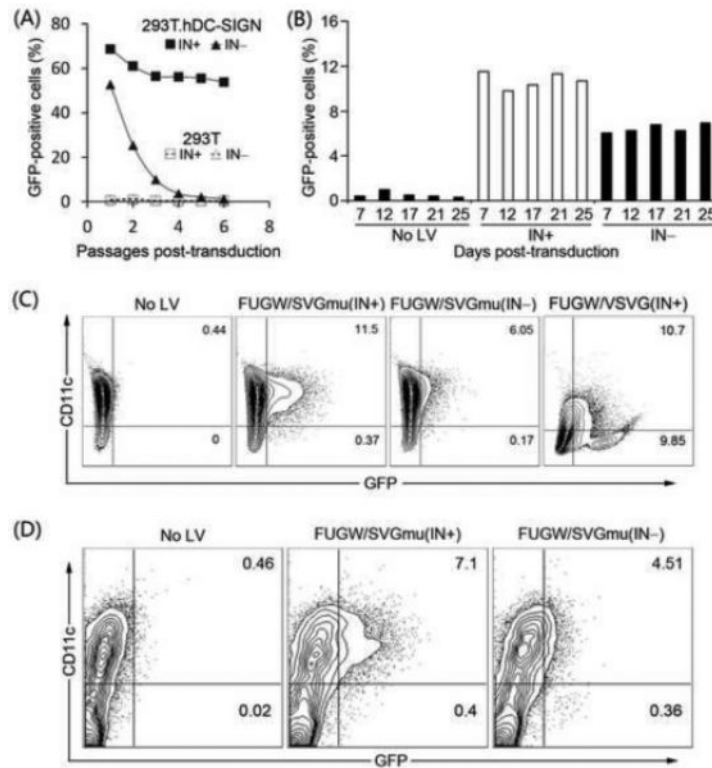 (A)
293T.hDC-SIGN
IN+ IN−
293T
IN+ IN−
GFP-positive cells (%)
80
60
40
20
0
0 2 4 6 8
Passages post-transduction
(B)
GFP-positive cells (%)
16
12
8
4
0
7 12 17 21 25 7 12 17 21 25 7 12 17 21 25
No LV IN+ IN−
Days post-transduction
(C)
No LV FUGW/SVGmu(IN+) FUGW/SVGmu(IN−) FUGW/VSVG(IN+)
0.44 11.5 6.05 10.7
CD11c
0 0.37 0.17 9.85
GFP
(D)
No LV FUGW/SVGmu(IN+) FUGW/SVGmu(IN−)
0.46 7.1 4.51
CD11c
0.02 0.4 0.36
GFP